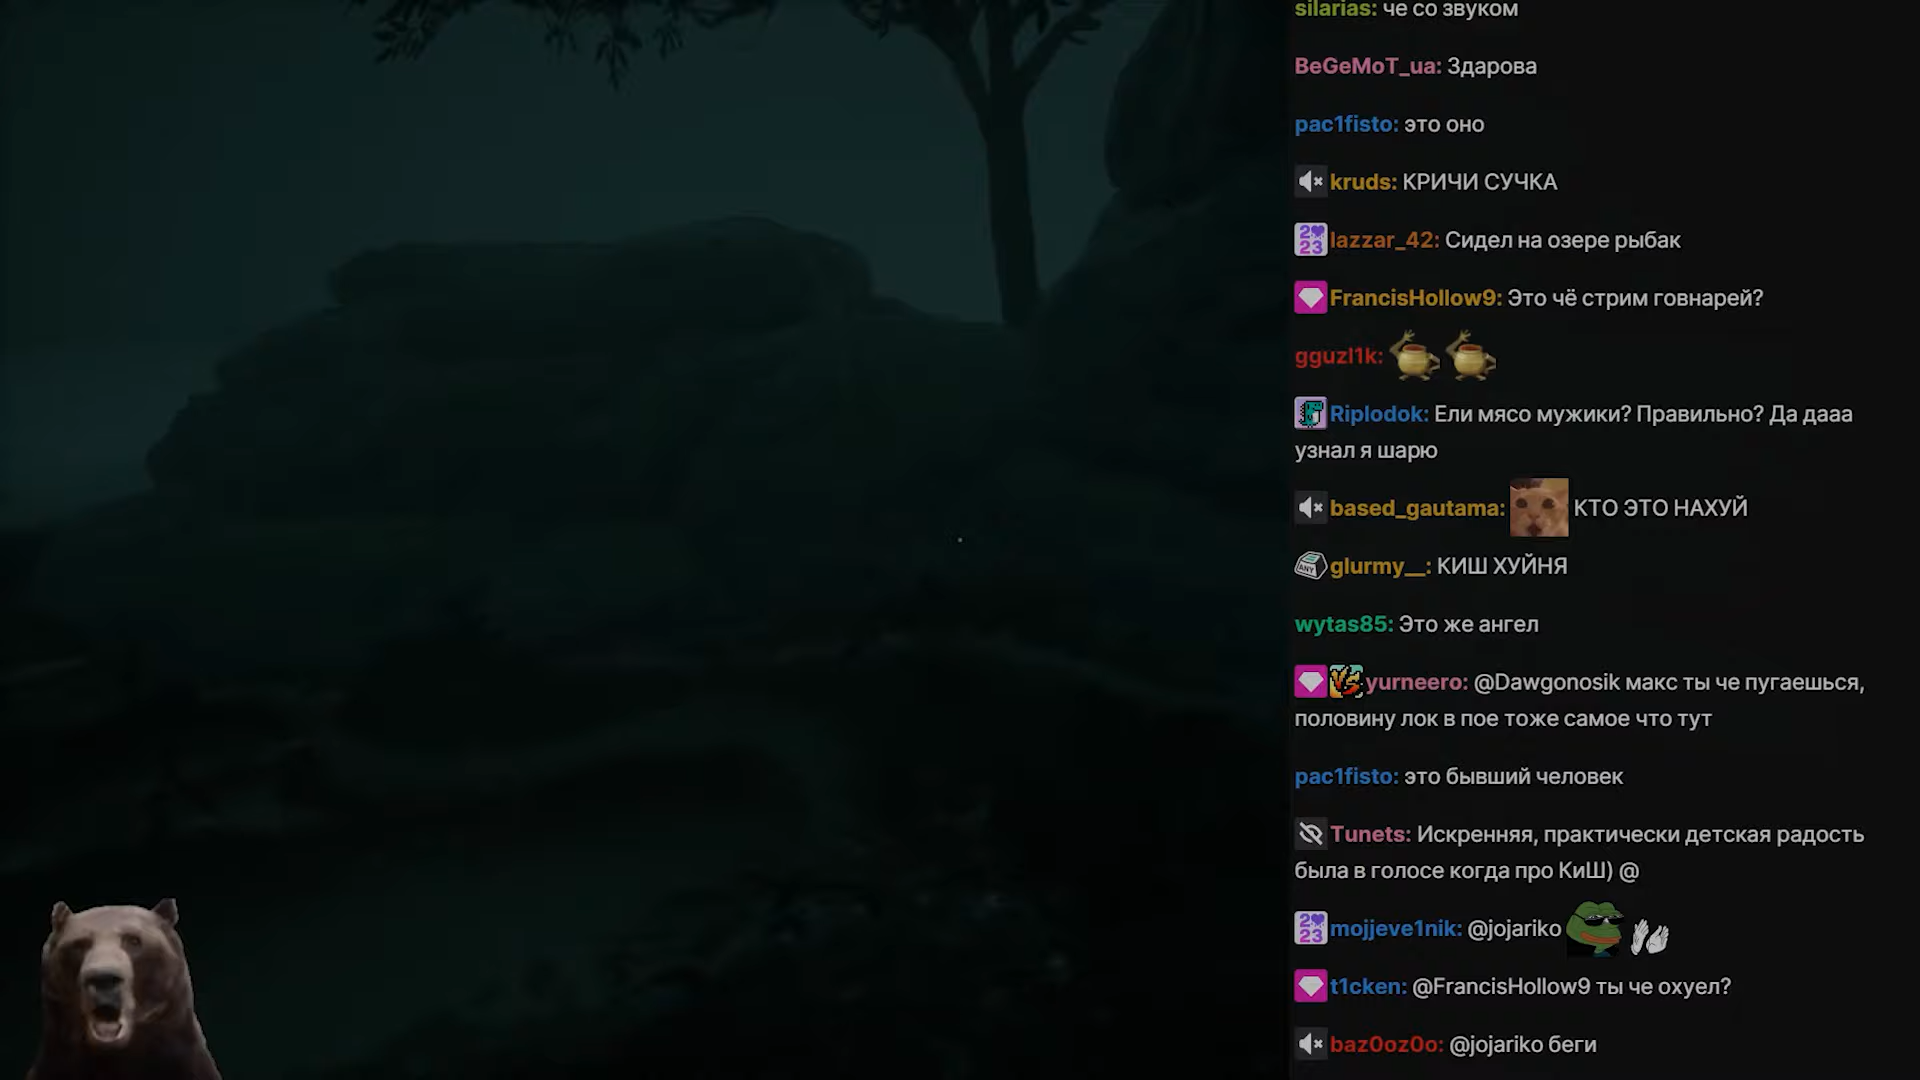 silarias: че со звуком
BeGeMoT_ua: Здарова
pac1fisto: это оно
kruds: КРИЧИ СУЧКА
2023 lazzar_42: Сидел на озере рыбак
FrancisHollow9: Это чё стрим говнарей?
gguzl1k:
Riplodok: Ели мясо мужики? Правильно? Да дааа
узнал я шарю
based_gautama: КТО ЭТО НАХУЙ
ANY glurmy__: КИШ ХУЙНЯ
wytas85: Это же ангел
VS yurneero: @Dawgonosik макс ты че пугаешься,
половину лок в пое тоже самое что тут
pac1fisto: это бывший человек
Tunets: Искренняя, практически детская радость
была в голосе когда про КиШ) @
2023 mojjeve1nik: @jojariko
t1cken: @FrancisHollow9 ты че охуел?
baz0oz0o: @jojariko беги